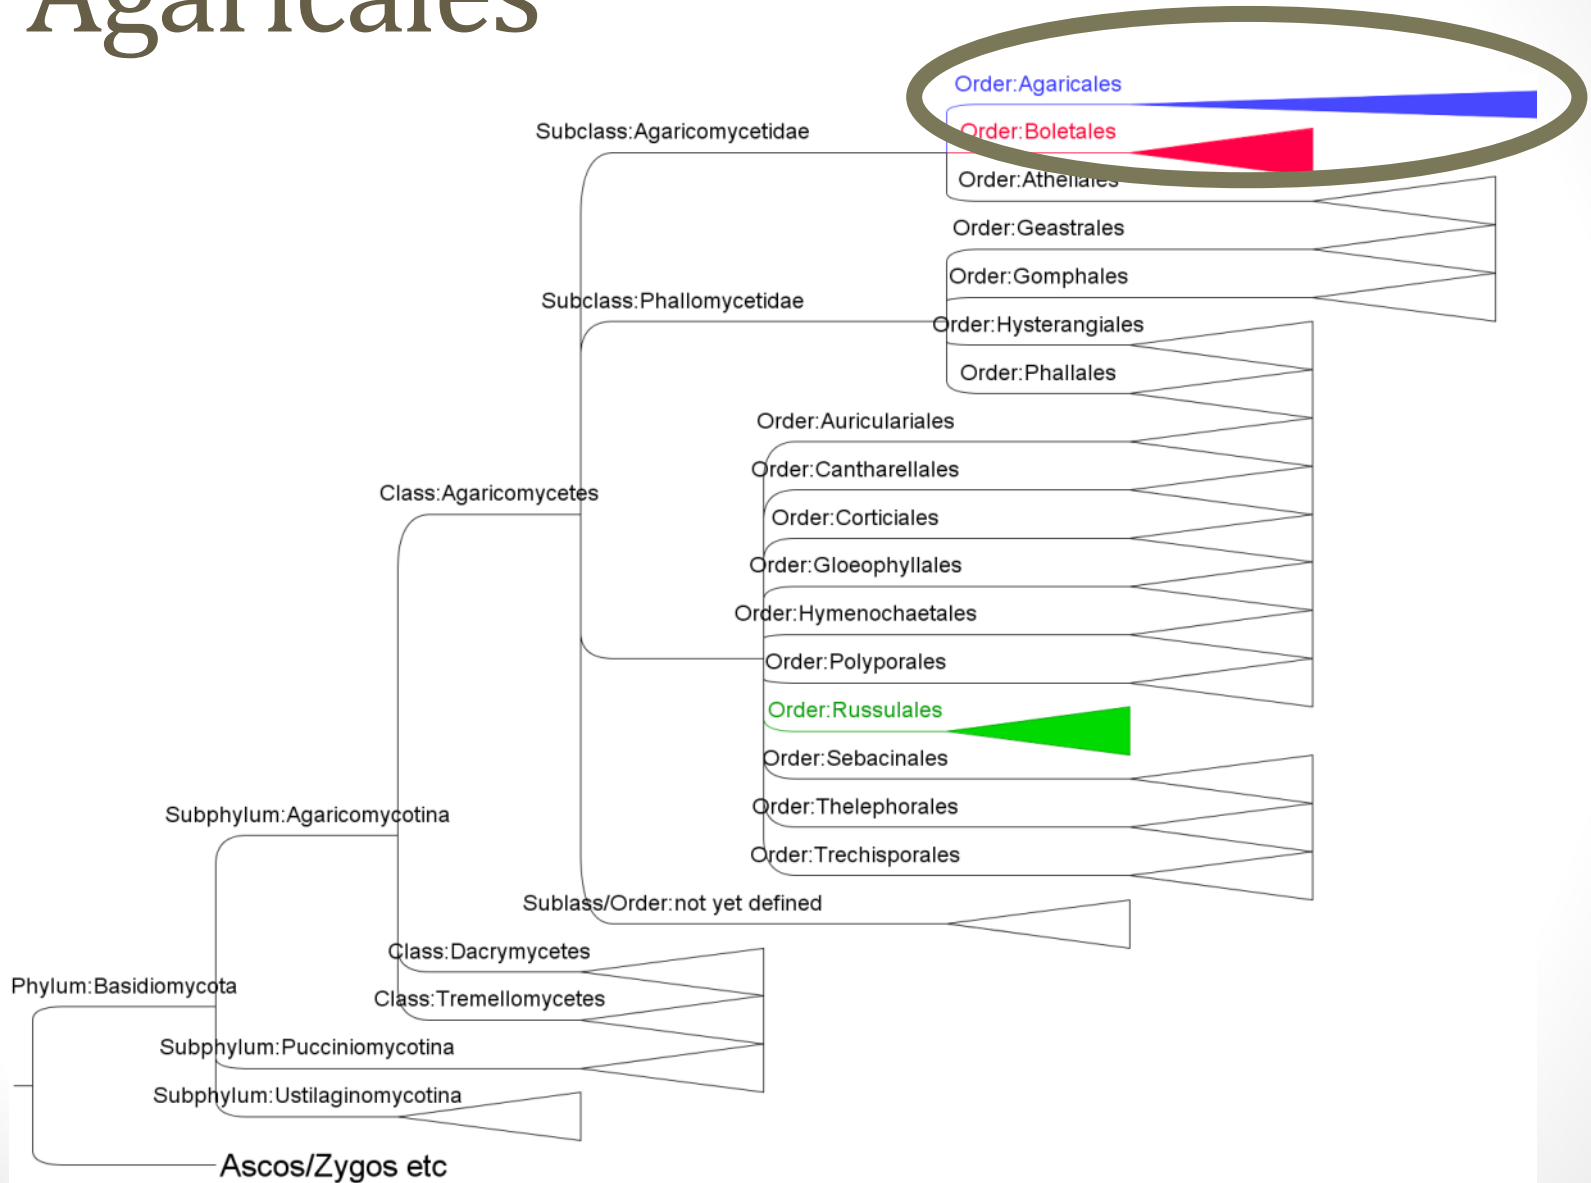 Agaricales
Order:Agaricales
Subclass:Agaricomycetidae
Order:Boletales
Order:Atheliales
Order:Geastrales
Order:Gomphales
Subclass:Phallomycetidae
Order:Hysterangiales
Order:Phallales
Order:Auriculariales
Order:Cantharellales
Class:Agaricomycetes
Order:Corticiales
Order:Gloeophyllales
Order:Hymenochaetales
Order:Polyporales
Order:Russulales
Order:Sebacinales
Order:Thelephorales
Subphylum:Agaricomycotina
Order:Trechisporales
Sublass/Order:not yet defined
Class:Dacrymycetes
Phylum:Basidiomycota
Class:Tremellomycetes
Subphylum:Pucciniomycotina
Subphylum:Ustilaginomycotina
Ascos/Zygos etc